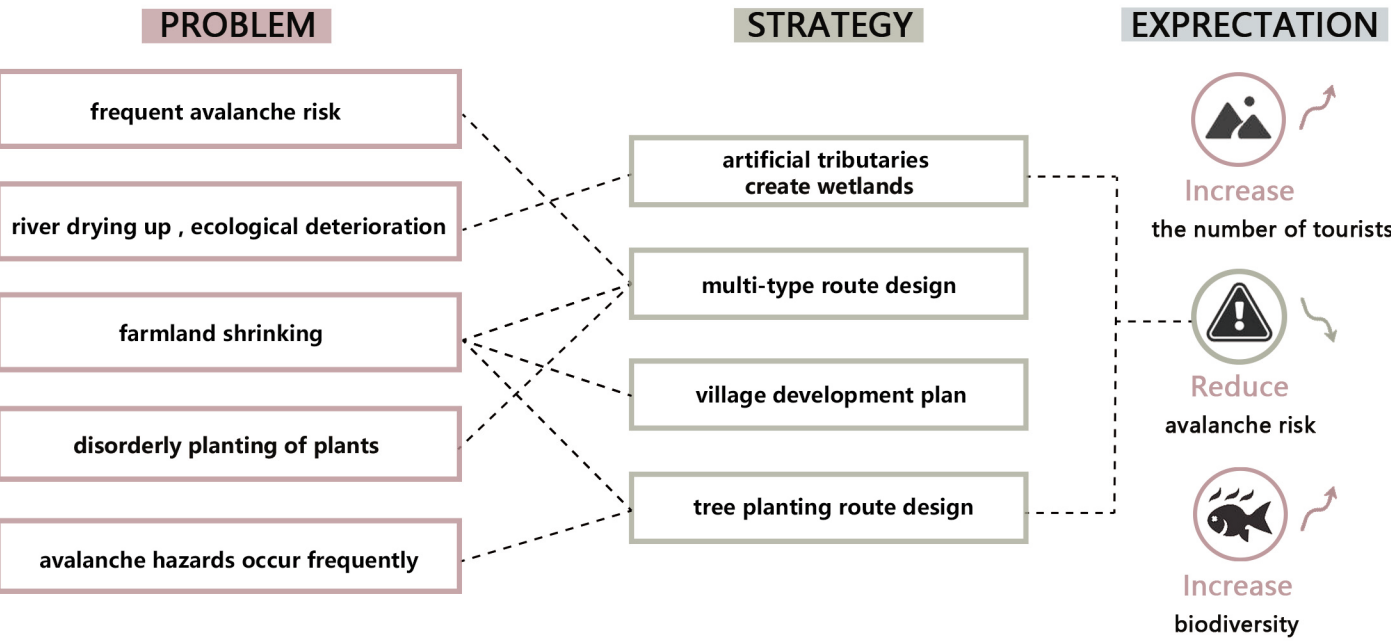 PROBLEM
frequent avalanche risk
river drying up , ecological deterioration
farmland shrinking
disorderly planting of plants
avalanche hazards occur frequently
STRATEGY
artificial tributaries
create wetlands
multi-type route design
village development plan
tree planting route design
EXPRECTATION
Increase
the number of tourists
Reduce
avalanche risk
Increase
biodiversity